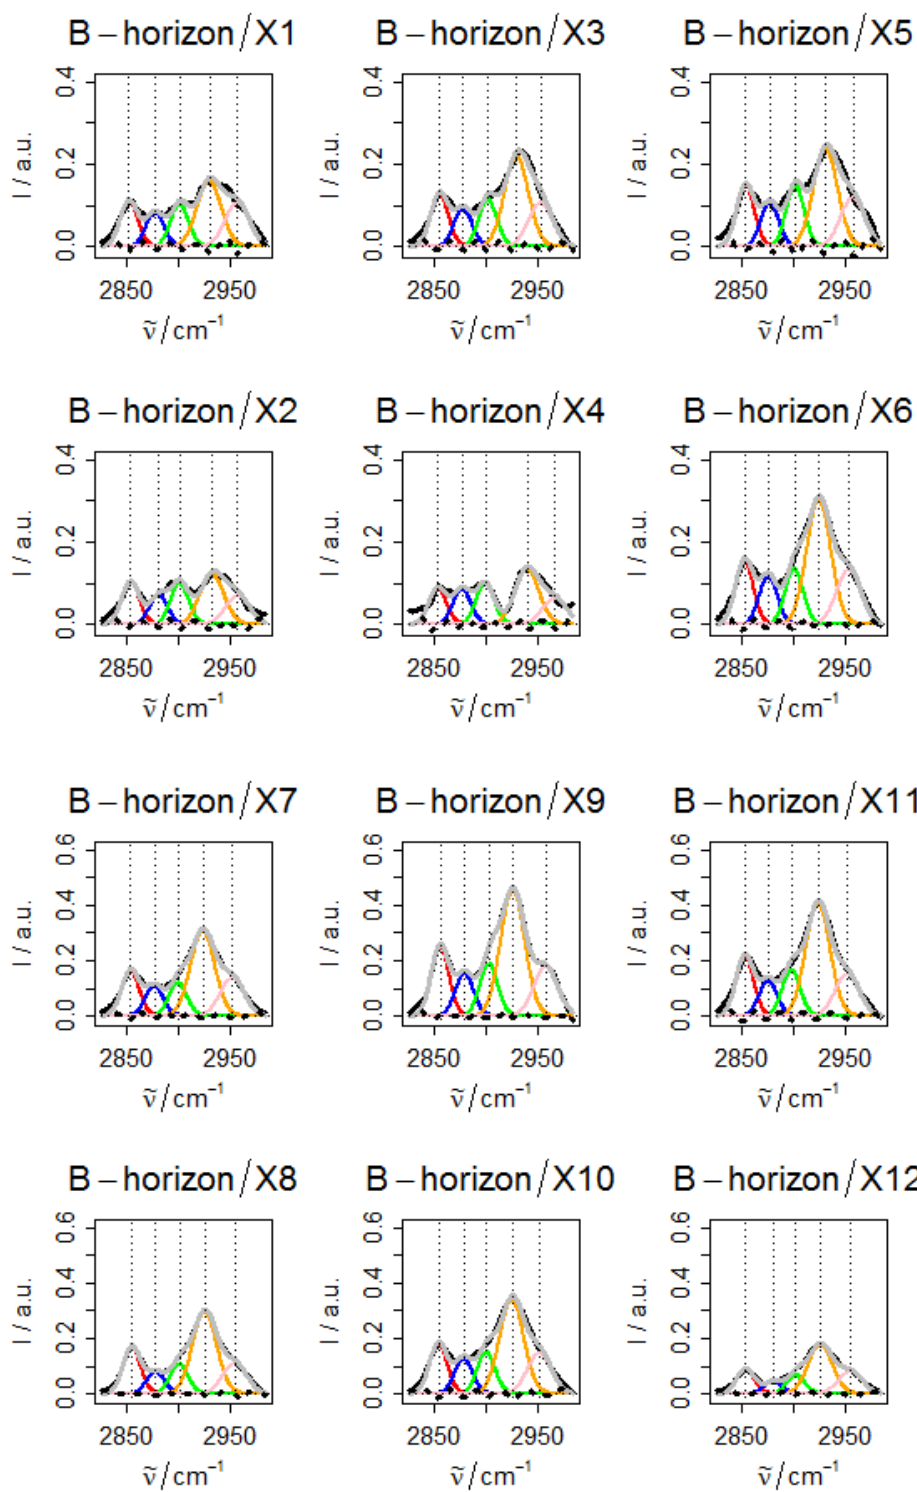 B – horizon / X1 B – horizon / X3 B – horizon / X5
I / a.u. 0.0 0.2 0.4 I / a.u. 0.0 0.2 0.4 I / a.u. 0.0 0.2 0.4
2850 2950 2850 2950 2850 2950
ṽ / cm⁻¹ ṽ / cm⁻¹ ṽ / cm⁻¹
B – horizon / X2 B – horizon / X4 B – horizon / X6
I / a.u. 0.0 0.2 0.4 I / a.u. 0.0 0.2 0.4 I / a.u. 0.0 0.2 0.4
2850 2950 2850 2950 2850 2950
ṽ / cm⁻¹ ṽ / cm⁻¹ ṽ / cm⁻¹
B – horizon / X7 B – horizon / X9 B – horizon / X11
I / a.u. 0.0 0.2 0.4 0.6 I / a.u. 0.0 0.2 0.4 0.6 I / a.u. 0.0 0.2 0.4 0.6
2850 2950 2850 2950 2850 2950
ṽ / cm⁻¹ ṽ / cm⁻¹ ṽ / cm⁻¹
B – horizon / X8 B – horizon / X10 B – horizon / X12
I / a.u. 0.0 0.2 0.4 0.6 I / a.u. 0.0 0.2 0.4 0.6 I / a.u. 0.0 0.2 0.4 0.6
2850 2950 2850 2950 2850 2950
ṽ / cm⁻¹ ṽ / cm⁻¹ ṽ / cm⁻¹